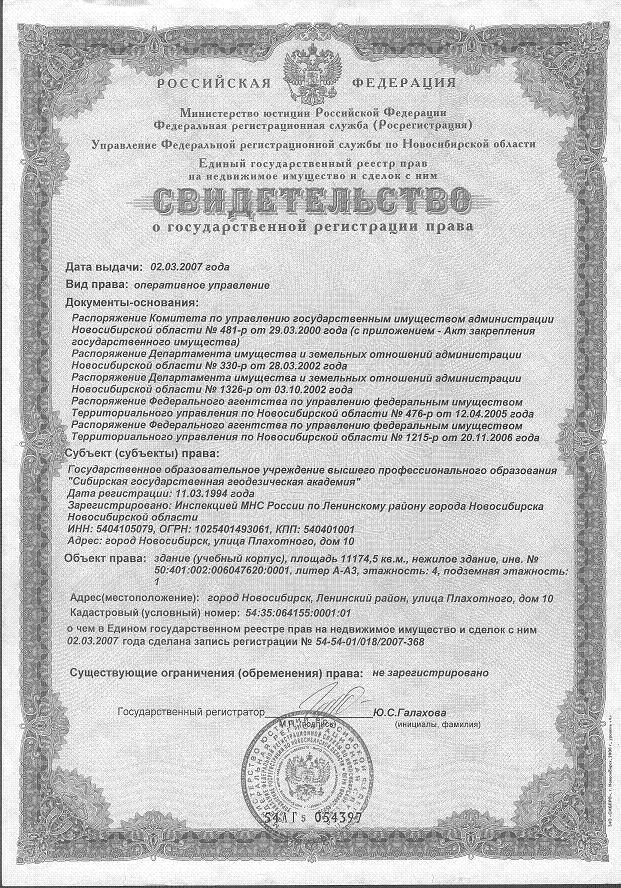 РОССИЙСКАЯ ФЕДЕРАЦИЯ
Министерство юстиции Российской Федерации
Федеральная регистрационная служба (Росрегистрация)
Управление Федеральной регистрационной службы по Новосибирской области
Единый государственный реестр прав
на недвижимое имущество и сделок с ним
СВИДЕТЕЛЬСТВО
о государственной регистрации права
Дата выдачи: 02.03.2007 года
Вид права: оперативное управление
Документы-основания:
Распоряжение Комитета по управлению государственным имуществом администрации
Новосибирской области № 481-р от 29.03.2000 года (с приложением - Акт закрепления
государственного имущества)
Распоряжение Департамента имущества и земельных отношений администрации
Новосибирской области № 330-р от 28.03.2002 года
Распоряжение Департамента имущества и земельных отношений администрации
Новосибирской области № 1326-р от 03.10.2002 года
Распоряжение Федерального агентства по управлению федеральным имуществом
Территориального управления по Новосибирской области № 476-р от 12.04.2005 года
Распоряжение Федерального агентства по управлению федеральным имуществом
Территориального управления по Новосибирской области № 1215-р от 20.11.2006 года
Субъект (субъекты) права:
Государственное образовательное учреждение высшего профессионального образования
"Сибирская государственная геодезическая академия"
Дата регистрации: 11.03.1994 года
Зарегистрировано: Инспекцией МНС России по Ленинскому району города Новосибирска
Новосибирской области
ИНН: 5404105079, ОГРН: 1025401493061, КПП: 540401001
Адрес: город Новосибирск, улица Плахотного, дом 10
Объект права: здание (учебный корпус), площадь 11174,5 кв.м., нежилое здание, инв. №
50:401:002:006047620:0001, литер А-А3, этажность: 4, подземная этажность:
1
Адрес(местоположение): город Новосибирск, Ленинский район, улица Плахотного, дом 10
Кадастровый (условный) номер: 54:35:064155:0001:01
о чем в Едином государственном реестре прав на недвижимое имущество и сделок с ним
02.03.2007 года сделана запись регистрации № 54-54-01/018/2007-368
Существующие ограничения (обременения) права: не зарегистрировано
Государственный регистратор Ю.С.Галахова
(подпись) (инициалы, фамилия)
54АГ 054397